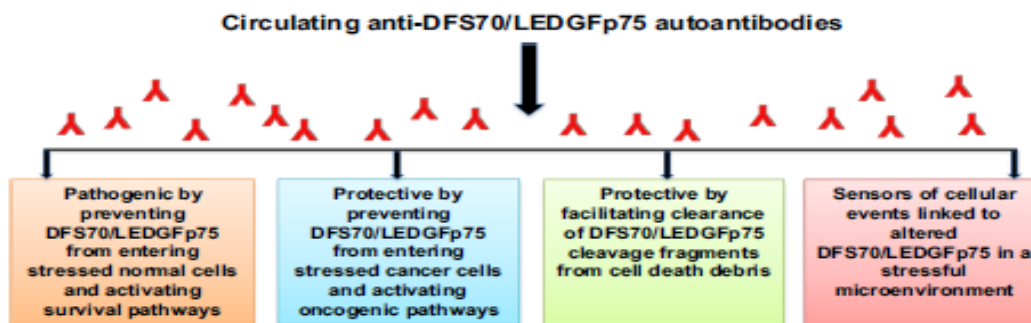 Circulating anti-DFS70/LEDGFp75 autoantibodies
Pathogenic by
preventing
DFS70/LEDGFp75
from entering
stressed normal cells
and activating
survival pathways
Protective by
preventing
DFS70/LEDGFp75
from entering
stressed cancer cells
and activating
oncogenic pathways
Protective by
facilitating clearance
of DFS70/LEDGFp75
cleavage fragments
from cell death debris
Sensors of cellular
events linked to
altered
DFS70/LEDGFp75 in a
stressful
microenvironment